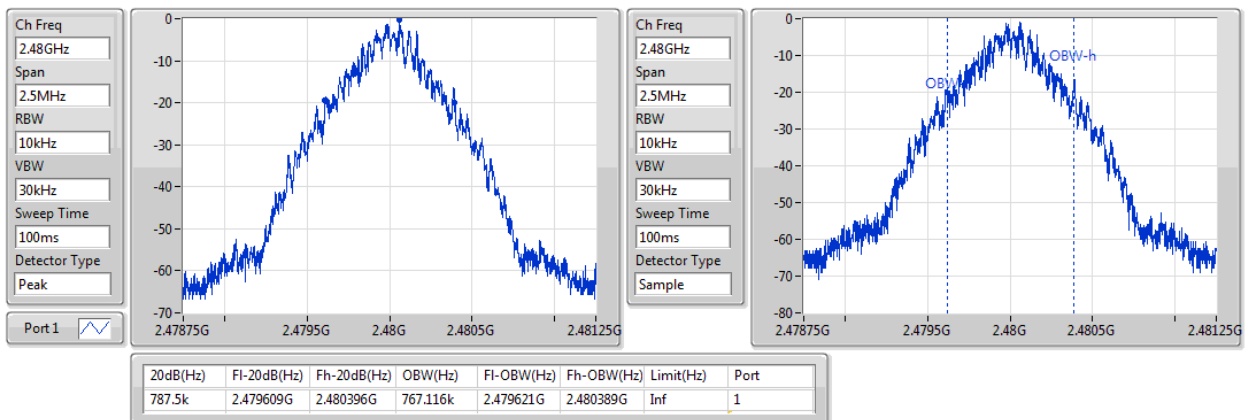 Ch Freq
2.48GHz
Span
2.5MHz
RBW
10kHz
VBW
30kHz
Sweep Time
100ms
Detector Type
Peak
Port 1
0
-10
-20
-30
-40
-50
-60
-70
2.47875G 2.4795G 2.48G 2.4805G 2.48125G
Ch Freq
2.48GHz
Span
2.5MHz
RBW
10kHz
VBW
30kHz
Sweep Time
100ms
Detector Type
Sample
0
-10
-20
-30
-40
-50
-60
-70
-80
OBW-h
2.47875G 2.4795G 2.48G 2.4805G 2.48125G
20dB(Hz) Fl-20dB(Hz) Fh-20dB(Hz) OBW(Hz) Fl-OBW(Hz) Fh-OBW(Hz) Limit(Hz) Port
787.5k 2.479609G 2.480396G 767.116k 2.479621G 2.480389G Inf 1